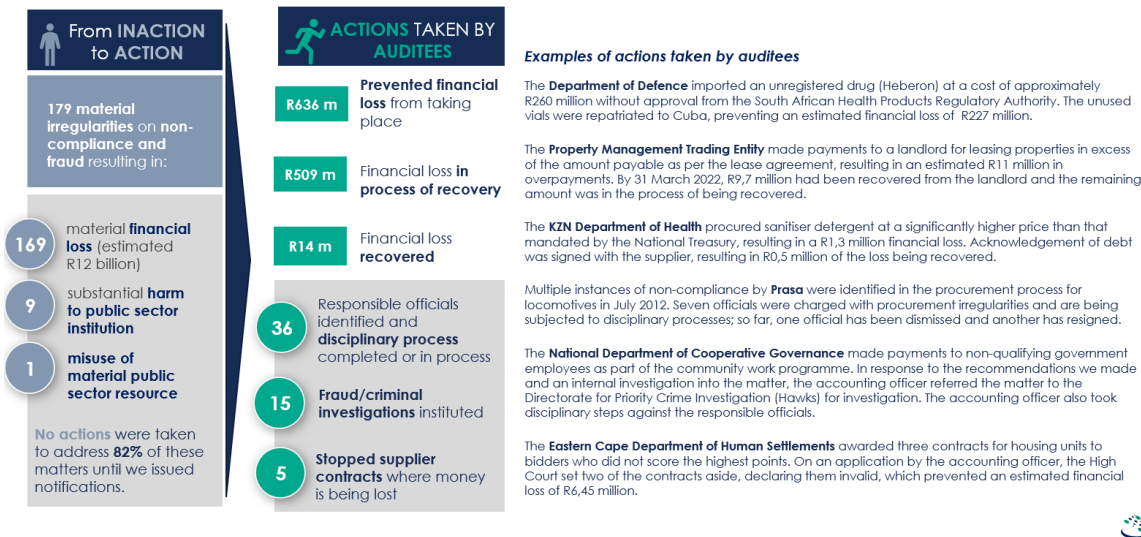 From INACTION
to ACTION
179 material
irregularities on non-
compliance and
fraud resulting in:
169
material financial
loss (estimated
R12 billion)
9
substantial harm
to public sector
institution
1
misuse of
material public
sector resource
No actions were taken
to address 82% of these
matters until we issued
notifications.
ACTIONS TAKEN BY
AUDITEES
R636 m
Prevented financial
loss from taking
place
R509 m
Financial loss in
process of recovery
R14 m
Financial loss
recovered
36
Responsible officials
identified and
disciplinary process
completed or in process
15
Fraud/criminal
investigations instituted
5
Stopped supplier
contracts where money
is being lost
Examples of actions taken by auditees
The Department of Defence imported an unregistered drug (Heberon) at a cost of approximately
R260 million without approval from the South African Health Products Regulatory Authority. The unused
vials were repatriated to Cuba, preventing an estimated financial loss of R227 million.
The Property Management Trading Entity made payments to a landlord for leasing properties in excess
of the amount payable as per the lease agreement, resulting in an estimated R11 million in
overpayments. By 31 March 2022, R9,7 million had been recovered from the landlord and the remaining
amount was in the process of being recovered.
The KZN Department of Health procured sanitiser detergent at a significantly higher price than that
mandated by the National Treasury, resulting in a R1,3 million financial loss. Acknowledgement of debt
was signed with the supplier, resulting in R0,5 million of the loss being recovered.
Multiple instances of non-compliance by Prasa were identified in the procurement process for
locomotives in July 2012. Seven officials were charged with procurement irregularities and are being
subjected to disciplinary processes; so far, one official has been dismissed and another has resigned.
The National Department of Cooperative Governance made payments to non-qualifying government
employees as part of the community work programme. In response to the recommendations we made
and an internal investigation into the matter, the accounting officer referred the matter to the
Directorate for Priority Crime Investigation (Hawks) for investigation. The accounting officer also took
disciplinary steps against the responsible officials.
The Eastern Cape Department of Human Settlements awarded three contracts for housing units to
bidders who did not score the highest points. On an application by the accounting officer, the High
Court set two of the contracts aside, declaring them invalid, which prevented an estimated financial
loss of R6,45 million.